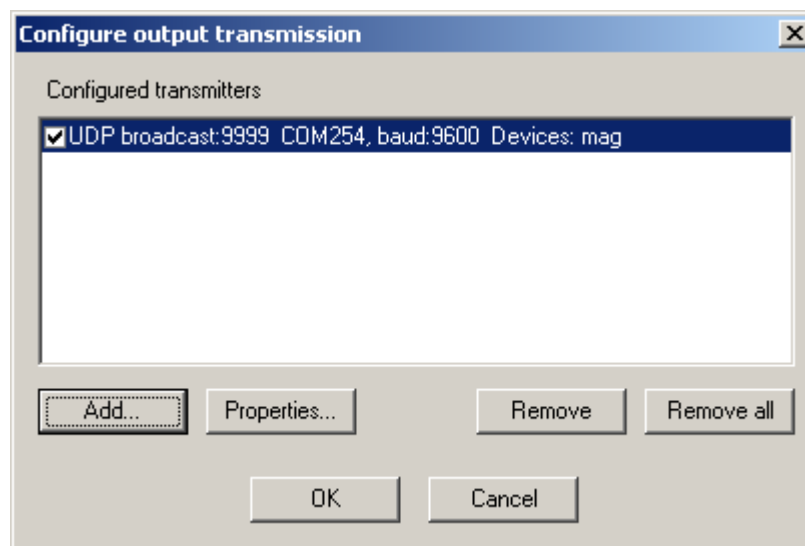 Configure output transmission
Configured transmitters
UDP broadcast:9999 COM254, baud:9600 Devices: mag
Add... Properties... Remove Remove all
OK Cancel